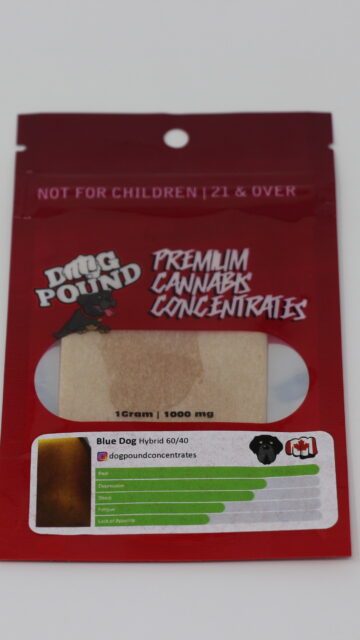 NOT FOR CHILDREN | 21 & OVER
DOG
POUND
PREMIUM
CANNABIS
CONCENTRATES
1Gram | 1000 mg
Blue Dog Hybrid 60/40
dogpoundconcentrates
Pain
Depression
Sleep
Fatigue
Lack of Appetite